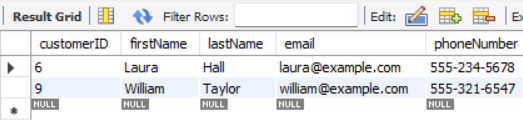 Result Grid Filter Rows: Edit:
customerID firstName lastName email phoneNumber
6 Laura Hall laura@example.com 555-234-5678
9 William Taylor william@example.com 555-321-6547
NULL NULL NULL NULL NULL